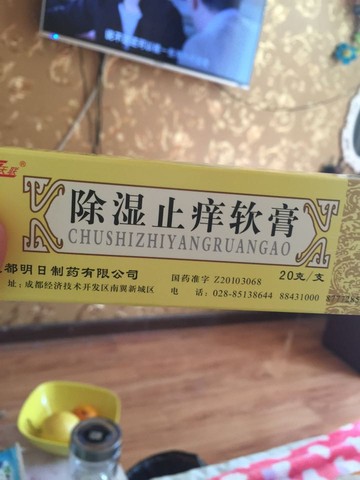 除湿止痒软膏
CHUSHIZHIYANGRUANGAO
都明日制药有限公司
国药准字 Z20103068
20克/支
址：成都经济技术开发区南翼新城区
电 话：028-85138644 88431000